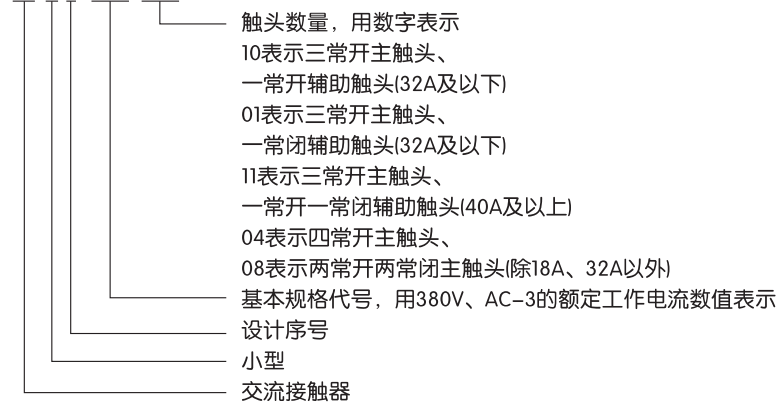 触头数量，用数字表示
10表示三常开主触头、
一常开辅助触头(32A及以下)
01表示三常开主触头、
一常闭辅助触头(32A及以下)
11表示三常开主触头、
一常开一常闭辅助触头(40A及以上)
04表示四常开主触头、
08表示两常开两常闭主触头(除18A、32A以外)
基本规格代号，用380V、AC-3的额定工作电流数值表示
设计序号
小型
交流接触器